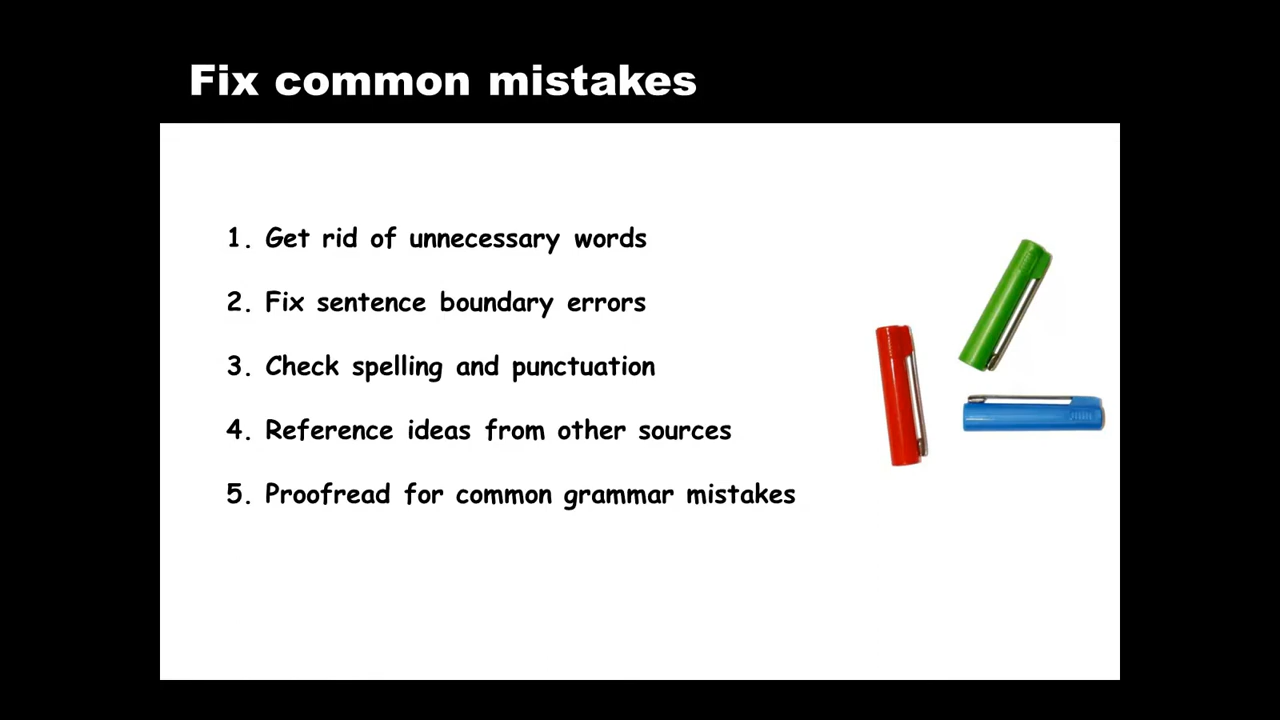 Fix common mistakes
1. Get rid of unnecessary words
2. Fix sentence boundary errors
3. Check spelling and punctuation
4. Reference ideas from other sources
5. Proofread for common grammar mistakes